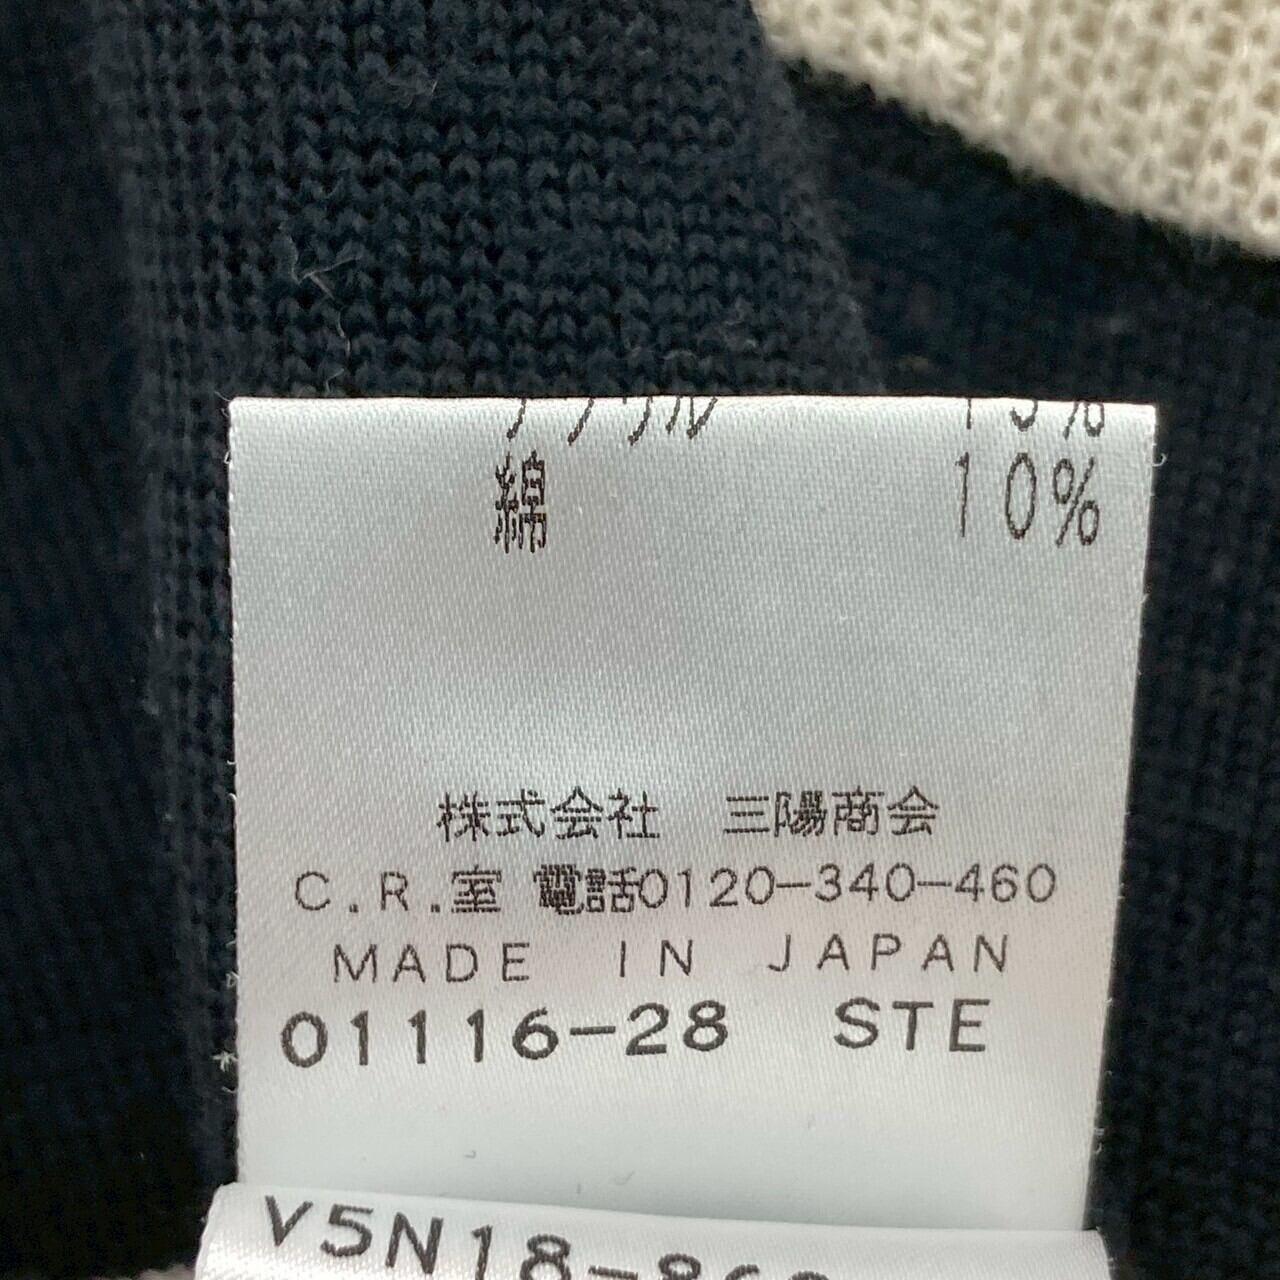 綿 10%
株式会社 三陽商会
C.R.室 電話0120-340-460
MADE IN JAPAN
01116-28 STE
V5N18-